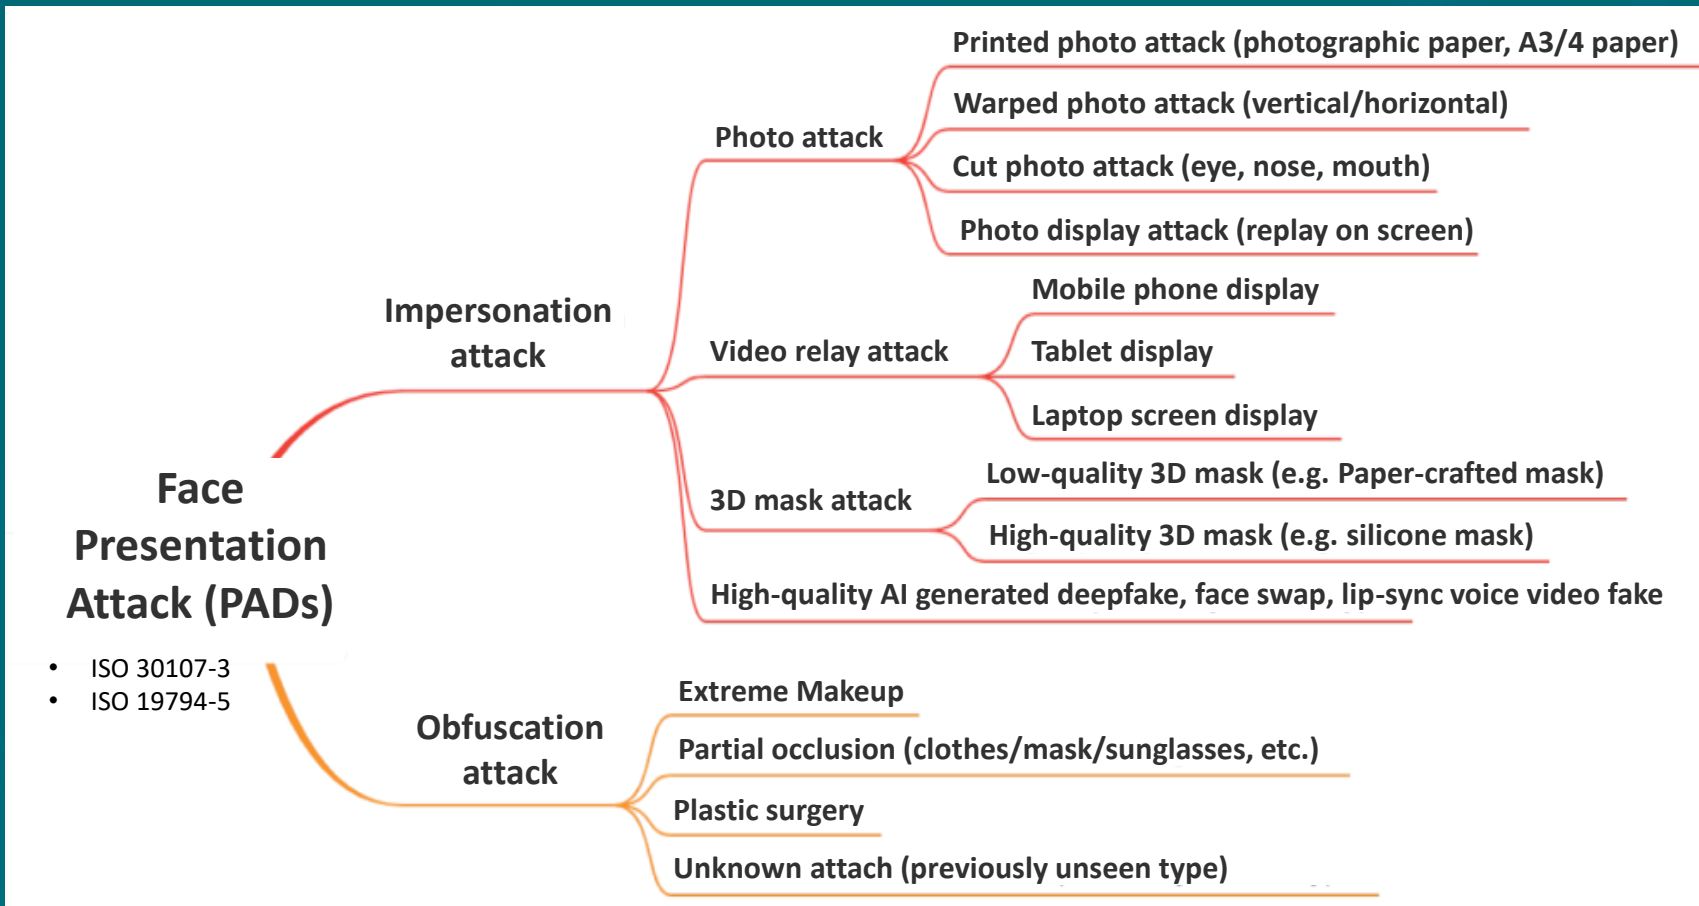 Face
Presentation
Attack (PADs)
• ISO 30107-3
• ISO 19794-5
Impersonation
attack
Photo attack
Printed photo attack (photographic paper, A3/4 paper)
Warped photo attack (vertical/horizontal)
Cut photo attack (eye, nose, mouth)
Photo display attack (replay on screen)
Video relay attack
Mobile phone display
Tablet display
Laptop screen display
3D mask attack
Low-quality 3D mask (e.g. Paper-crafted mask)
High-quality 3D mask (e.g. silicone mask)
High-quality AI generated deepfake, face swap, lip-sync voice video fake
Obfuscation
attack
Extreme Makeup
Partial occlusion (clothes/mask/sunglasses, etc.)
Plastic surgery
Unknown attach (previously unseen type)